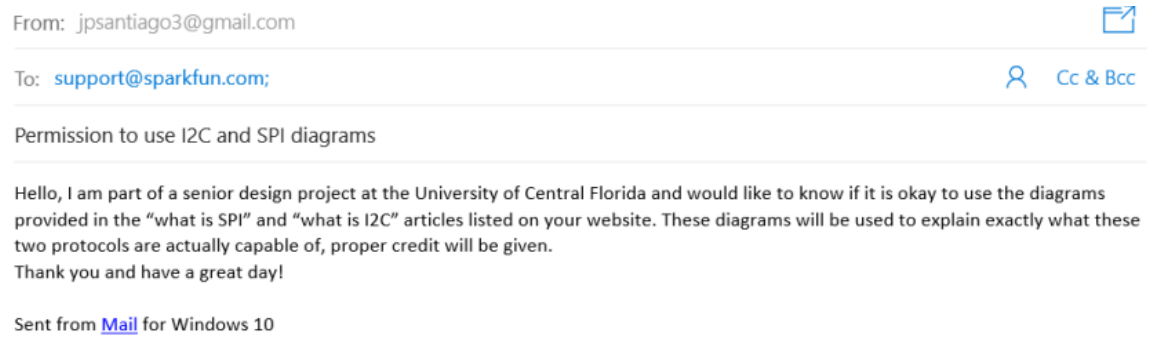 From: jpsantiago3@gmail.com
To: support@sparkfun.com;
Cc & Bcc
Permission to use I2C and SPI diagrams
Hello, I am part of a senior design project at the University of Central Florida and would like to know if it is okay to use the diagrams
provided in the “what is SPI” and “what is I2C” articles listed on your website. These diagrams will be used to explain exactly what these
two protocols are actually capable of, proper credit will be given.
Thank you and have a great day!
Sent from Mail for Windows 10